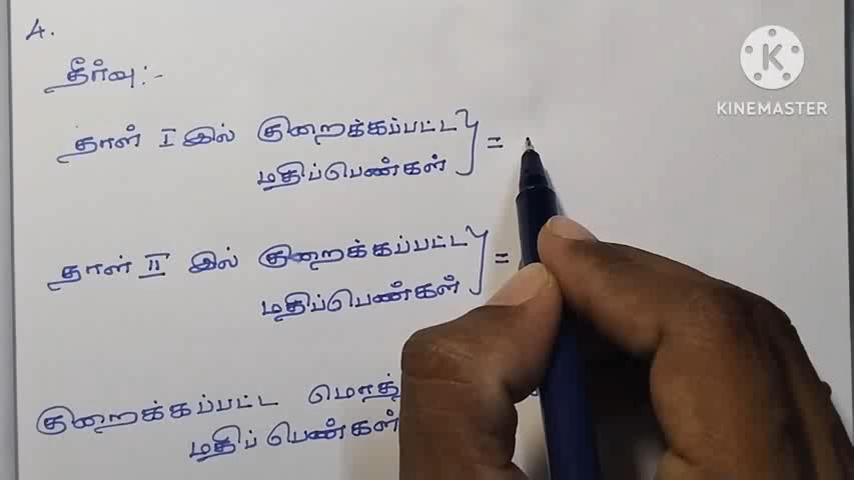 4.
தீர்வு:-
தாள் I இல் குறைக்கப்பட்ட } =
மதிப்பெண்கள்
தாள் II இல் குறைக்கப்பட்ட } =
மதிப்பெண்கள்
குறைக்கப்பட்ட மொத்
மதிப்பெண்கள்
K
KINEMASTER